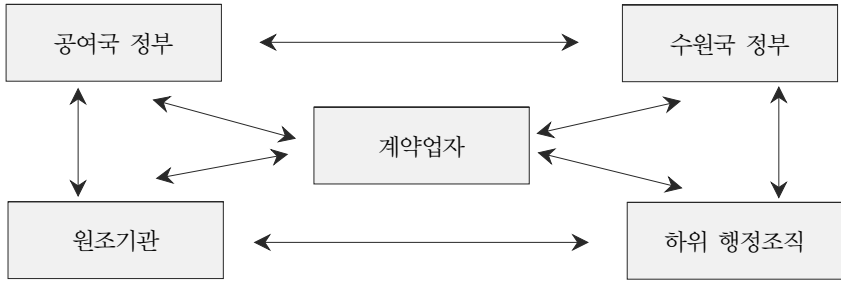 공여국 정부
수원국 정부
계약업자
원조기관
하위 행정조직